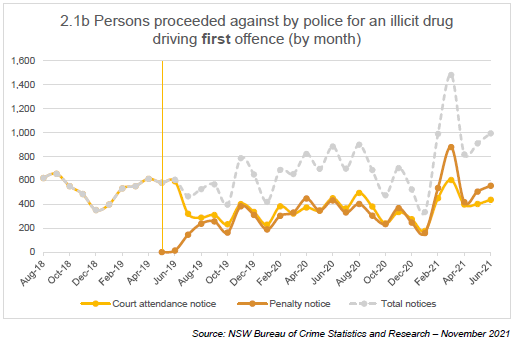 2.1b Persons proceeded against by police for an illicit drug
driving first offence (by month)
1,600
1,400
1,200
1,000
800
600
400
200
0
Aug-18
Oct-18
Dec-18
Feb-19
Apr-19
Jun-19
Aug-19
Oct-19
Dec-19
Feb-20
Apr-20
Jun-20
Aug-20
Oct-20
Dec-20
Feb-21
Apr-21
Jun-21
Court attendance notice
Penalty notice
Total notices
Source: NSW Bureau of Crime Statistics and Research – November 2021